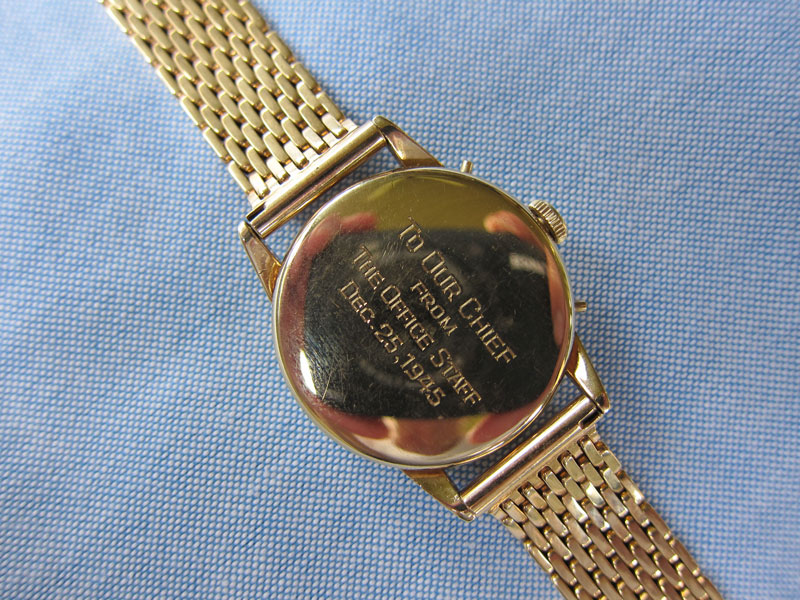 To Our Chief
from
The Office Staff
Dec. 25, 1945